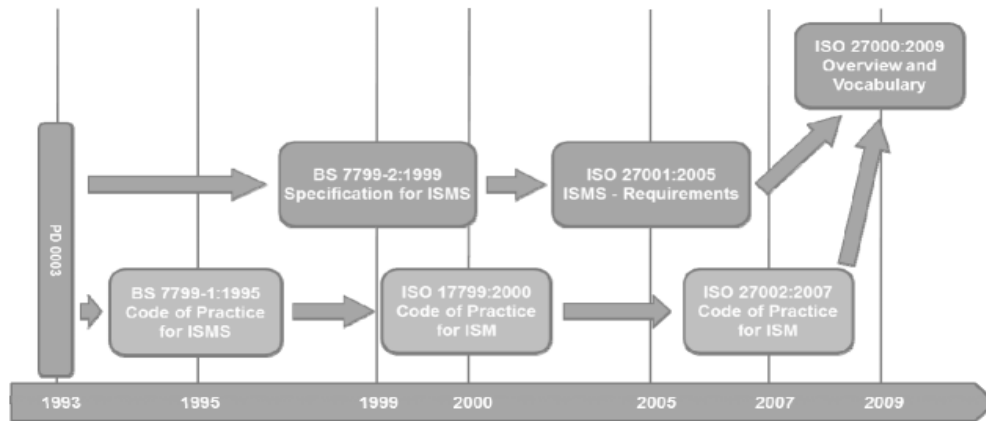 ISO 27000:2009
Overview and
Vocabulary
PD 0003
BS 7799-2:1999
Specification for ISMS
ISO 27001:2005
ISMS - Requirements
BS 7799-1:1995
Code of Practice
for ISMS
ISO 17799:2000
Code of Practice
for ISM
ISO 27002:2007
Code of Practice
for ISM
1993
1995
1999
2000
2005
2007
2009